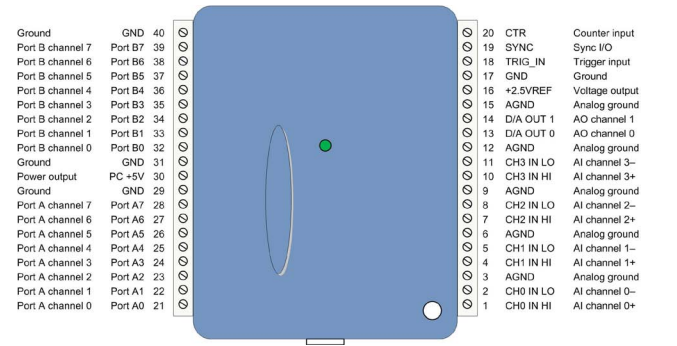 Ground GND 40
Port B channel 7 Port B7 39
Port B channel 6 Port B6 38
Port B channel 5 Port B5 37
Port B channel 4 Port B4 36
Port B channel 3 Port B3 35
Port B channel 2 Port B2 34
Port B channel 1 Port B1 33
Port B channel 0 Port B0 32
Ground GND 31
Power output PC +5V 30
Ground GND 29
Port A channel 7 Port A7 28
Port A channel 6 Port A6 27
Port A channel 5 Port A5 26
Port A channel 4 Port A4 25
Port A channel 3 Port A3 24
Port A channel 2 Port A2 23
Port A channel 1 Port A1 22
Port A channel 0 Port A0 21
20 CTR Counter input
19 SYNC Sync I/O
18 TRIG_IN Trigger input
17 GND Ground
16 +2.5VREF Voltage output
15 AGND Analog ground
14 D/A OUT 1 AO channel 1
13 D/A OUT 0 AO channel 0
12 AGND Analog ground
11 CH3 IN LO AI channel 3–
10 CH3 IN HI AI channel 3+
9 AGND Analog ground
8 CH2 IN LO AI channel 2–
7 CH2 IN HI AI channel 2+
6 AGND Analog ground
5 CH1 IN LO AI channel 1–
4 CH1 IN HI AI channel 1+
3 AGND Analog ground
2 CH0 IN LO AI channel 0–
1 CH0 IN HI AI channel 0+